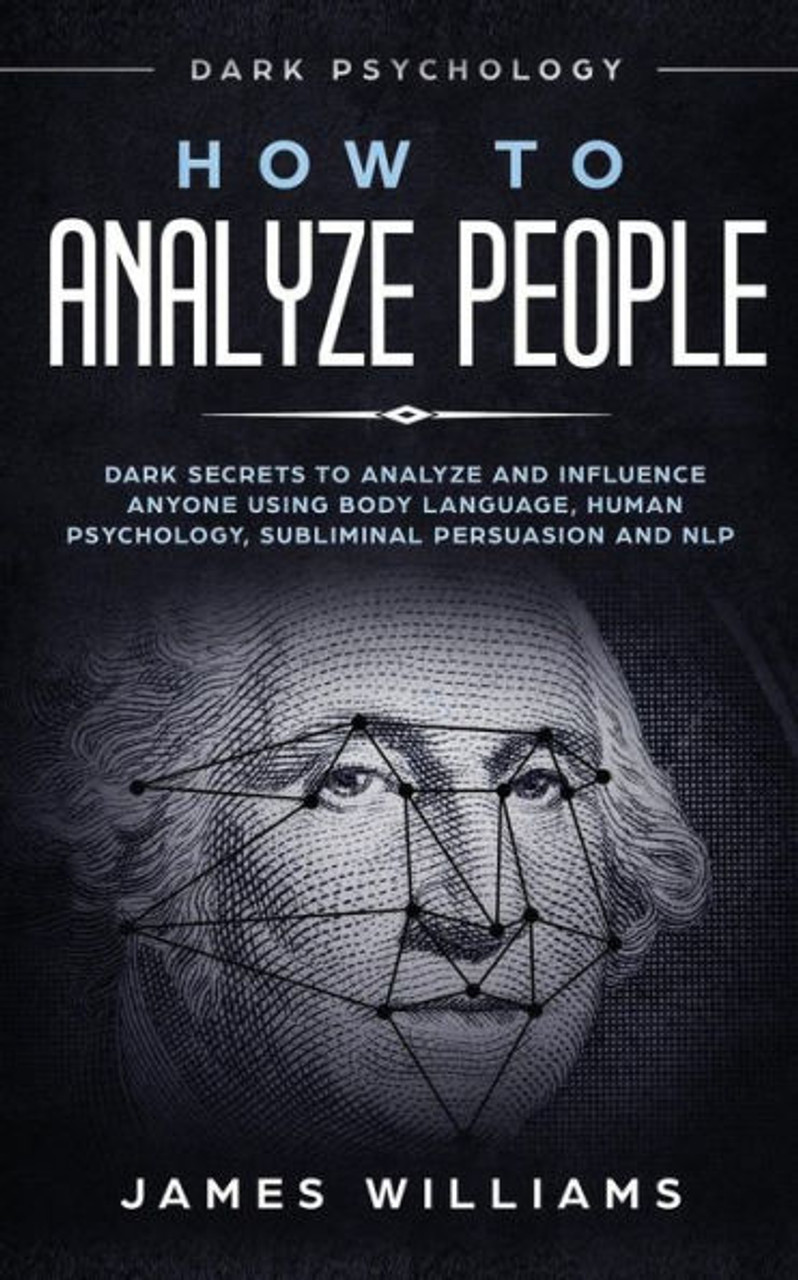 DARK PSYCHOLOGY
HOW TO
ANALYZE PEOPLE
DARK SECRETS TO ANALYZE AND INFLUENCE
ANYONE USING BODY LANGUAGE, HUMAN
PSYCHOLOGY, SUBLIMINAL PERSUASION AND NLP
JAMES WILLIAMS